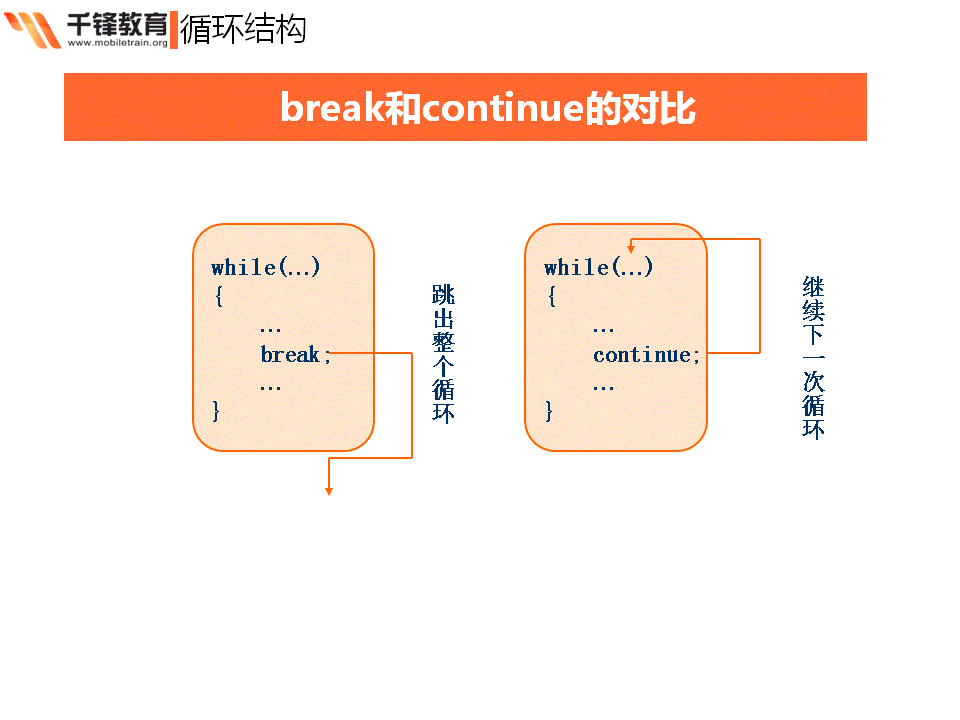 千锋教育
www.mobiletrain.org
循环结构
break和continue的对比
while(…)
{
…
break;
…
}
跳出整个循环
while(…)
{
…
continue;
…
}
继续下一次循环